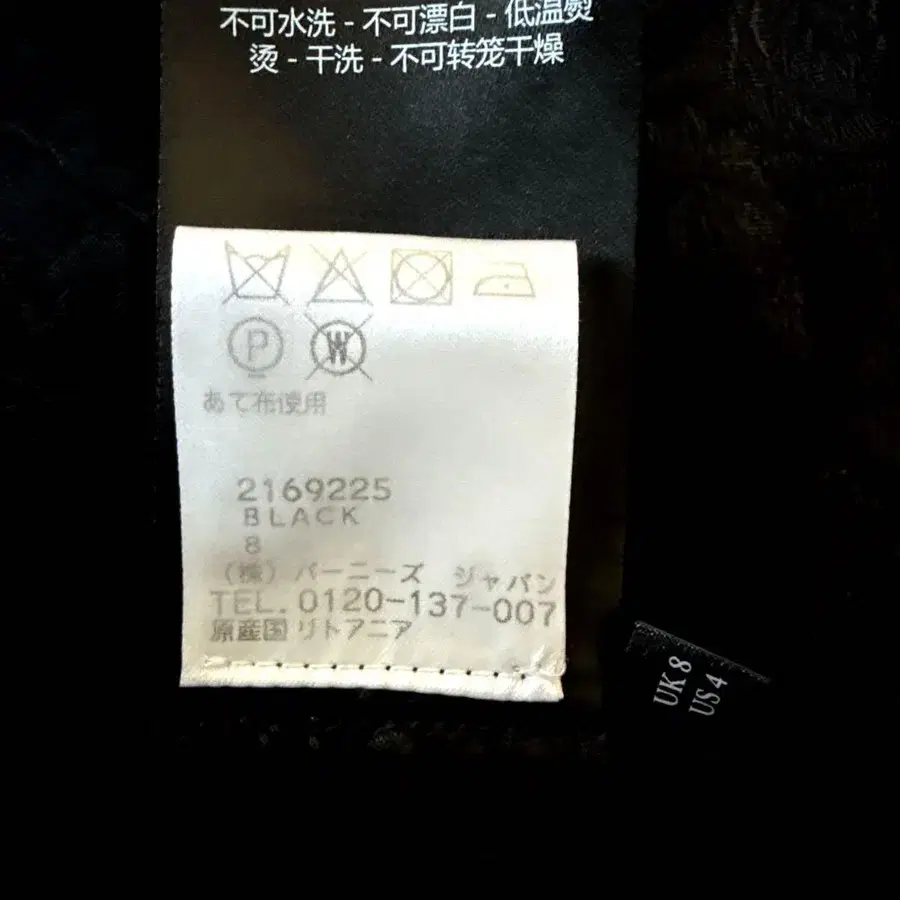 不可水洗 - 不可漂白 - 低温熨
烫 - 干洗 - 不可转笼干燥
P
W
あて布使用
2169225
BLACK
8
（株） バーニーズ ジャパン
TEL. 0120-137-007
原産国 リトアニア
UK 8
US 4